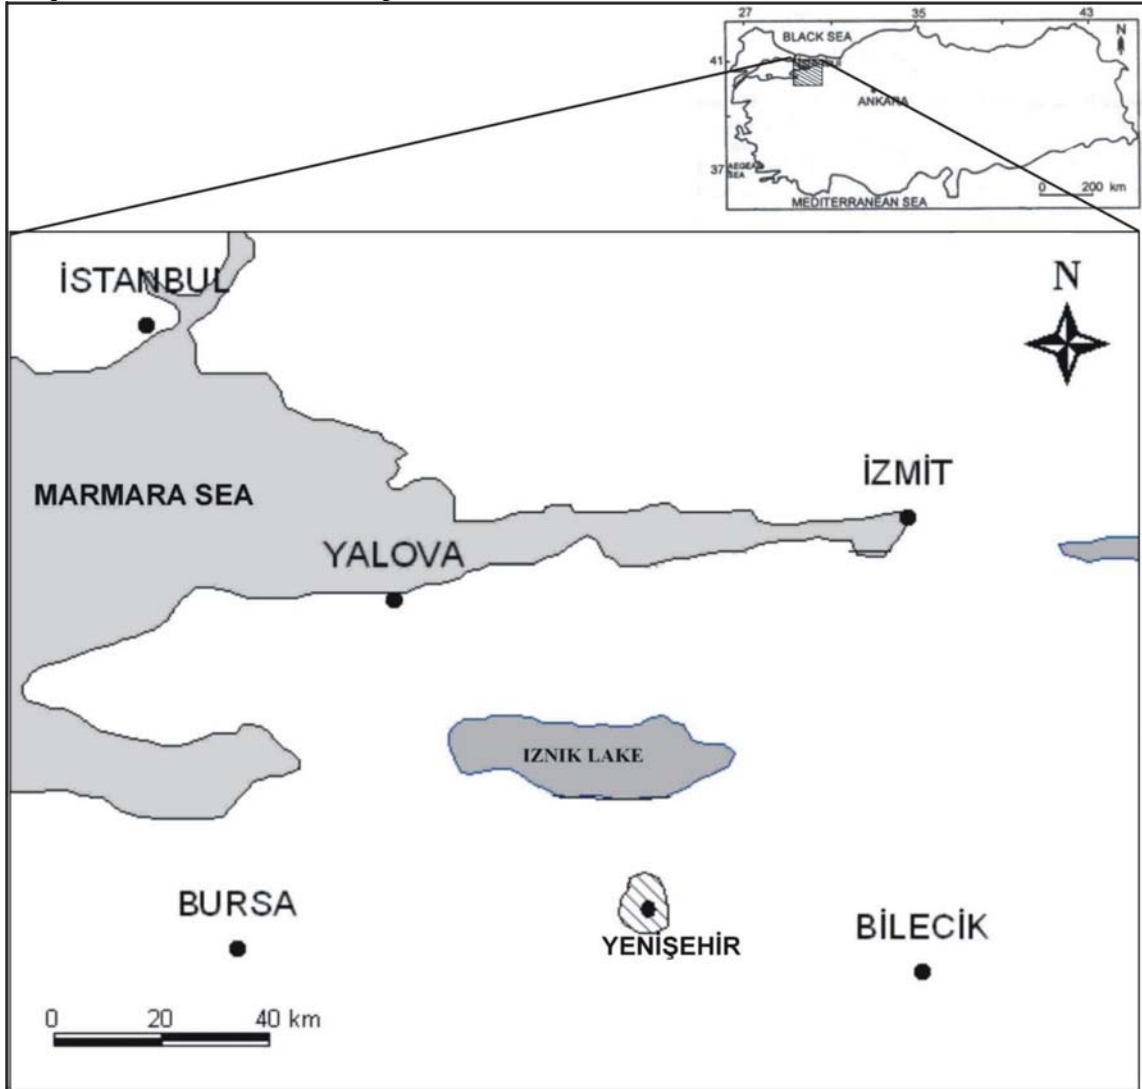 27 35 43
BLACK SEA
N
41
İstanbul
ANKARA
37
AEGEAN
SEA
0 200 km
MEDITERRANEAN SEA
İSTANBUL
N
MARMARA SEA
İZMİT
YALOVA
IZNIK LAKE
BURSA
YENİŞEHİR
BİLECİK
0 20 40 km